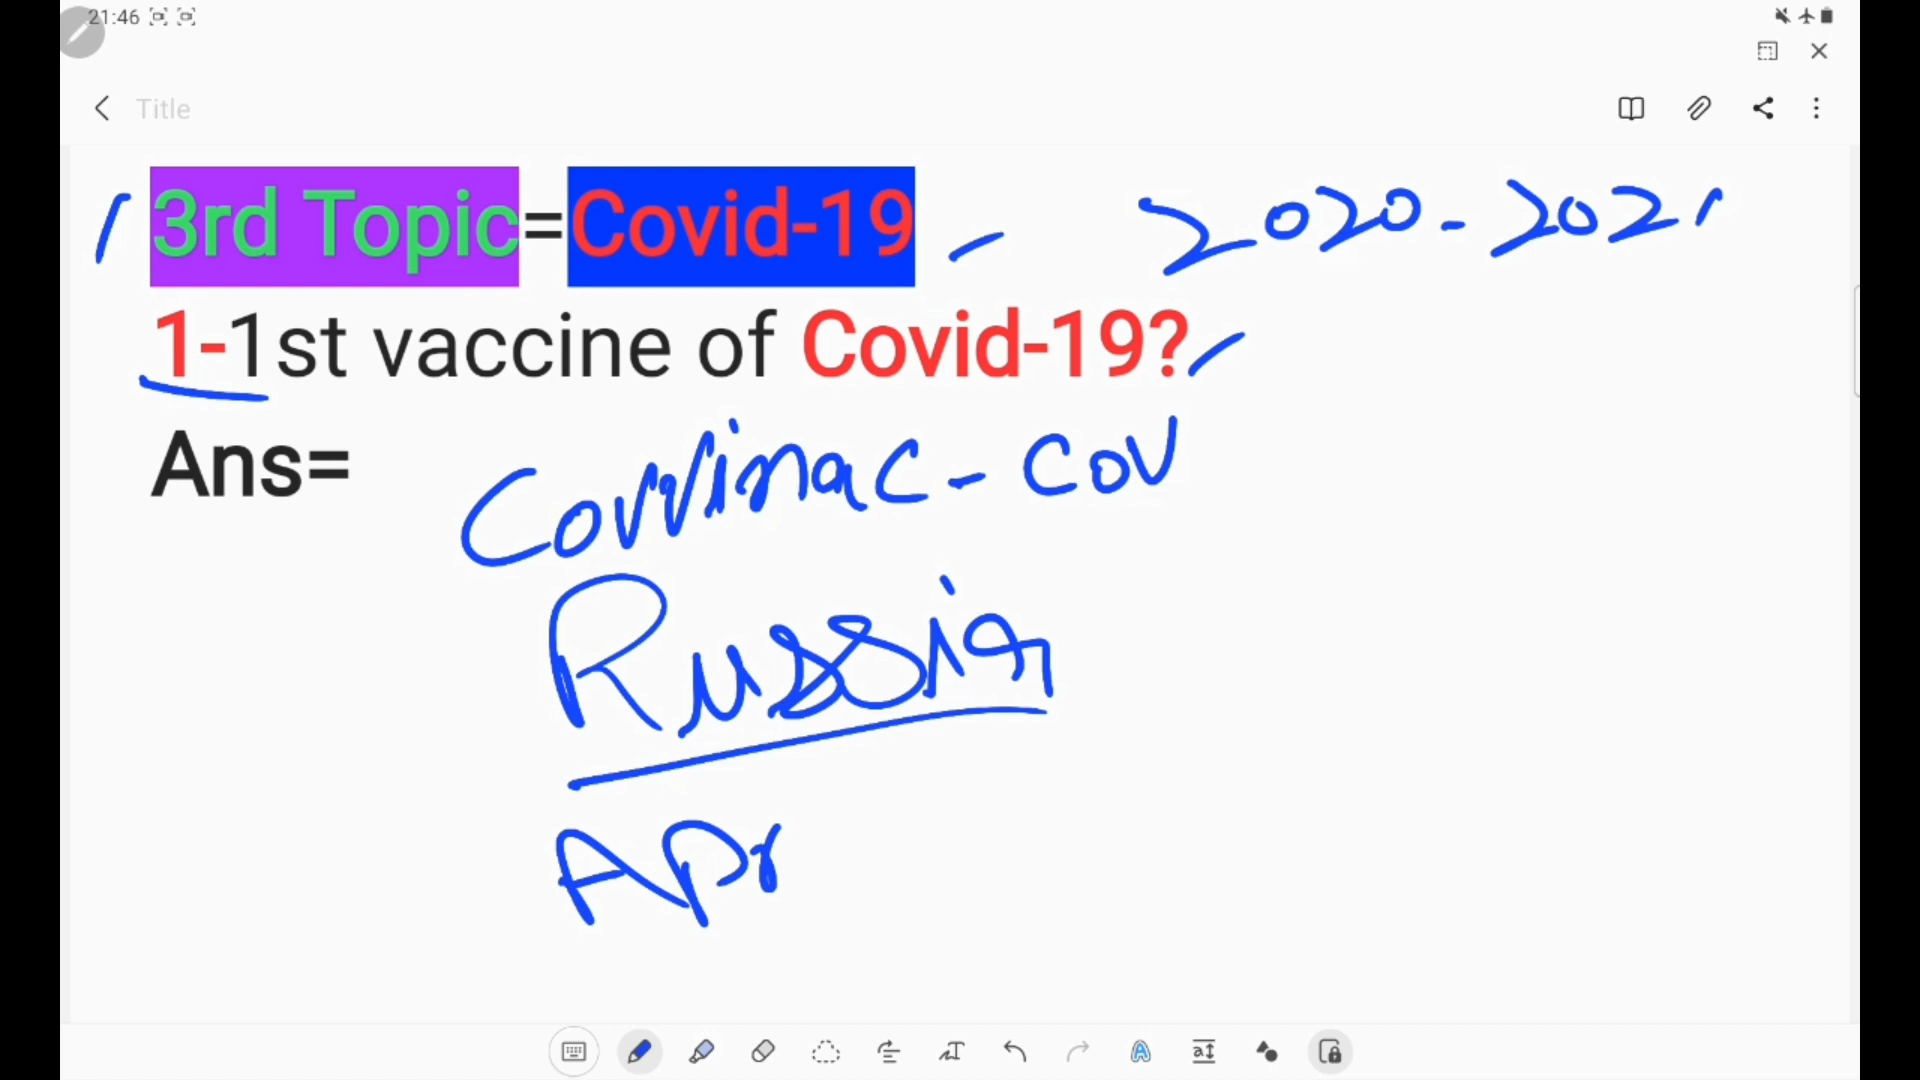 21:46
Title
3rd Topic=Covid-19 - 2020-2021
1-1st vaccine of Covid-19?
Ans=
Corvinac-Cov
Russia
Apr